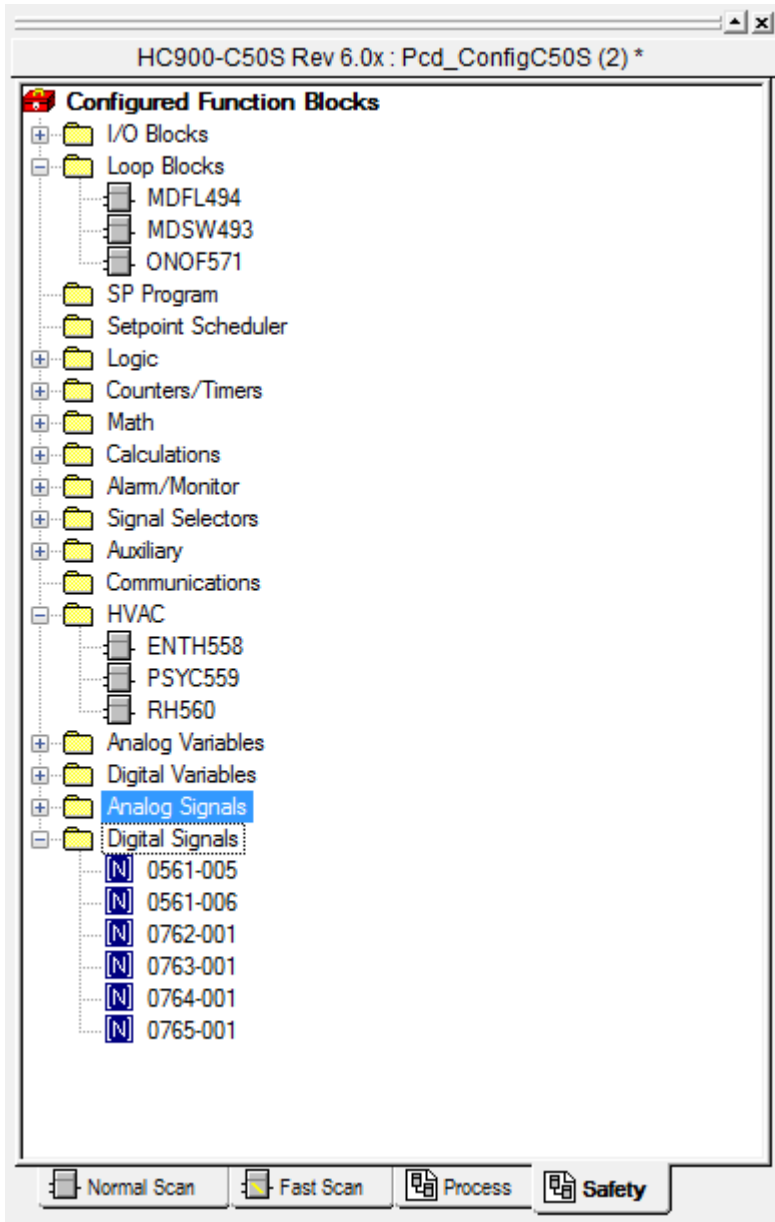 HC900-C50S Rev 6.0x : Pcd_ConfigC50S (2) *
Configured Function Blocks
I/O Blocks
Loop Blocks
MDFL494
MDSW493
ONOF571
SP Program
Setpoint Scheduler
Logic
Counters/Timers
Math
Calculations
Alarm/Monitor
Signal Selectors
Auxiliary
Communications
HVAC
ENTH558
PSYC559
RH560
Analog Variables
Digital Variables
Analog Signals
Digital Signals
[N] 0561-005
[N] 0561-006
[N] 0762-001
[N] 0763-001
[N] 0764-001
[N] 0765-001
Normal Scan Fast Scan Process Safety